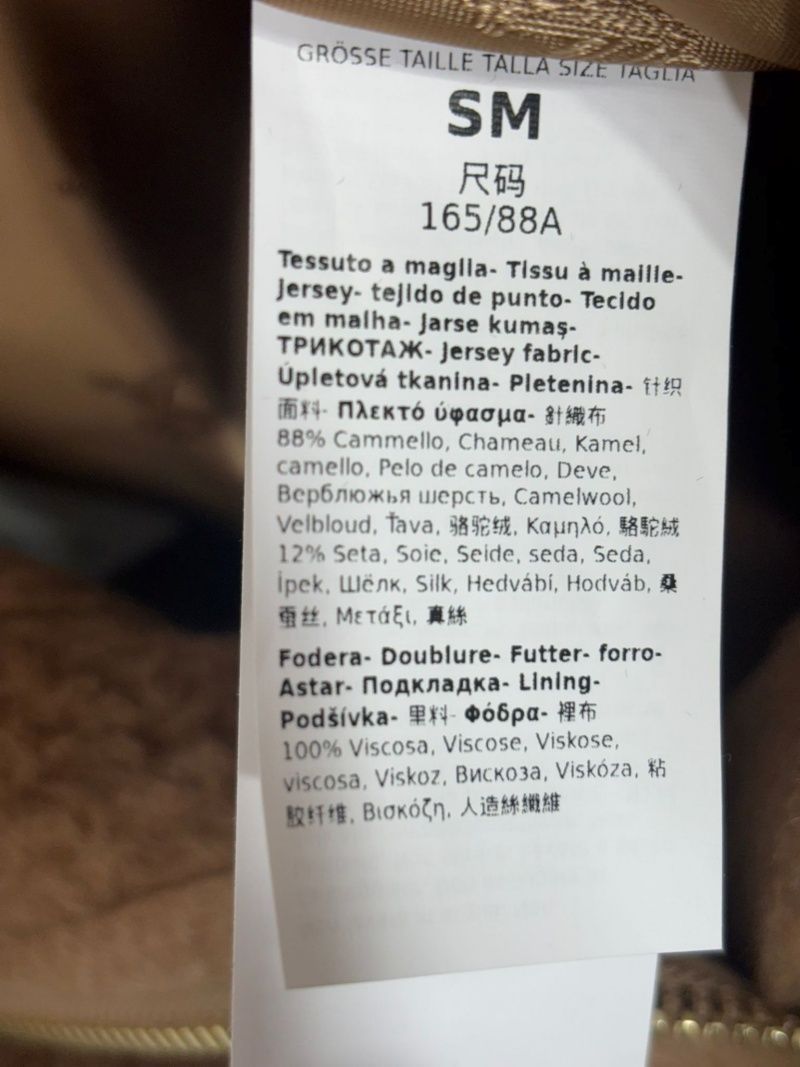 GRÖSSE TAILLE TALLA SIZE TAGLIA
SM
尺码
165/88A
Tessuto a maglia- Tissu à maille-
Jersey- tejido de punto- Tecido
em malha- Jarse kumaş-
ТРИКОТАЖ- Jersey fabric-
Úpletová tkanina- Pletenina- 针织
面料- Πλεκτό ύφασμα- 針織布
88% Cammello, Chameau, Kamel,
camello, Pelo de camelo, Deve,
Верблюжья шерсть, Camelwool,
Velbloud, Ťava, 骆驼绒, Καμηλό, 駱駝絨
12% Seta, Soie, Seide, seda, Seda,
İpek, Шёлк, Silk, Hedvábí, Hodváb, 桑
蚕丝, Μετάξι, 真絲
Fodera- Doublure- Futter- forro-
Astar- Подкладка- Lining-
Podšívka- 里料- Φόδρα- 裡布
100% Viscosa, Viscose, Viskose,
viscosa, Viskoz, Вискоза, Viskóza, 粘
胶纤维, Βισκόζη, 人造絲纖維